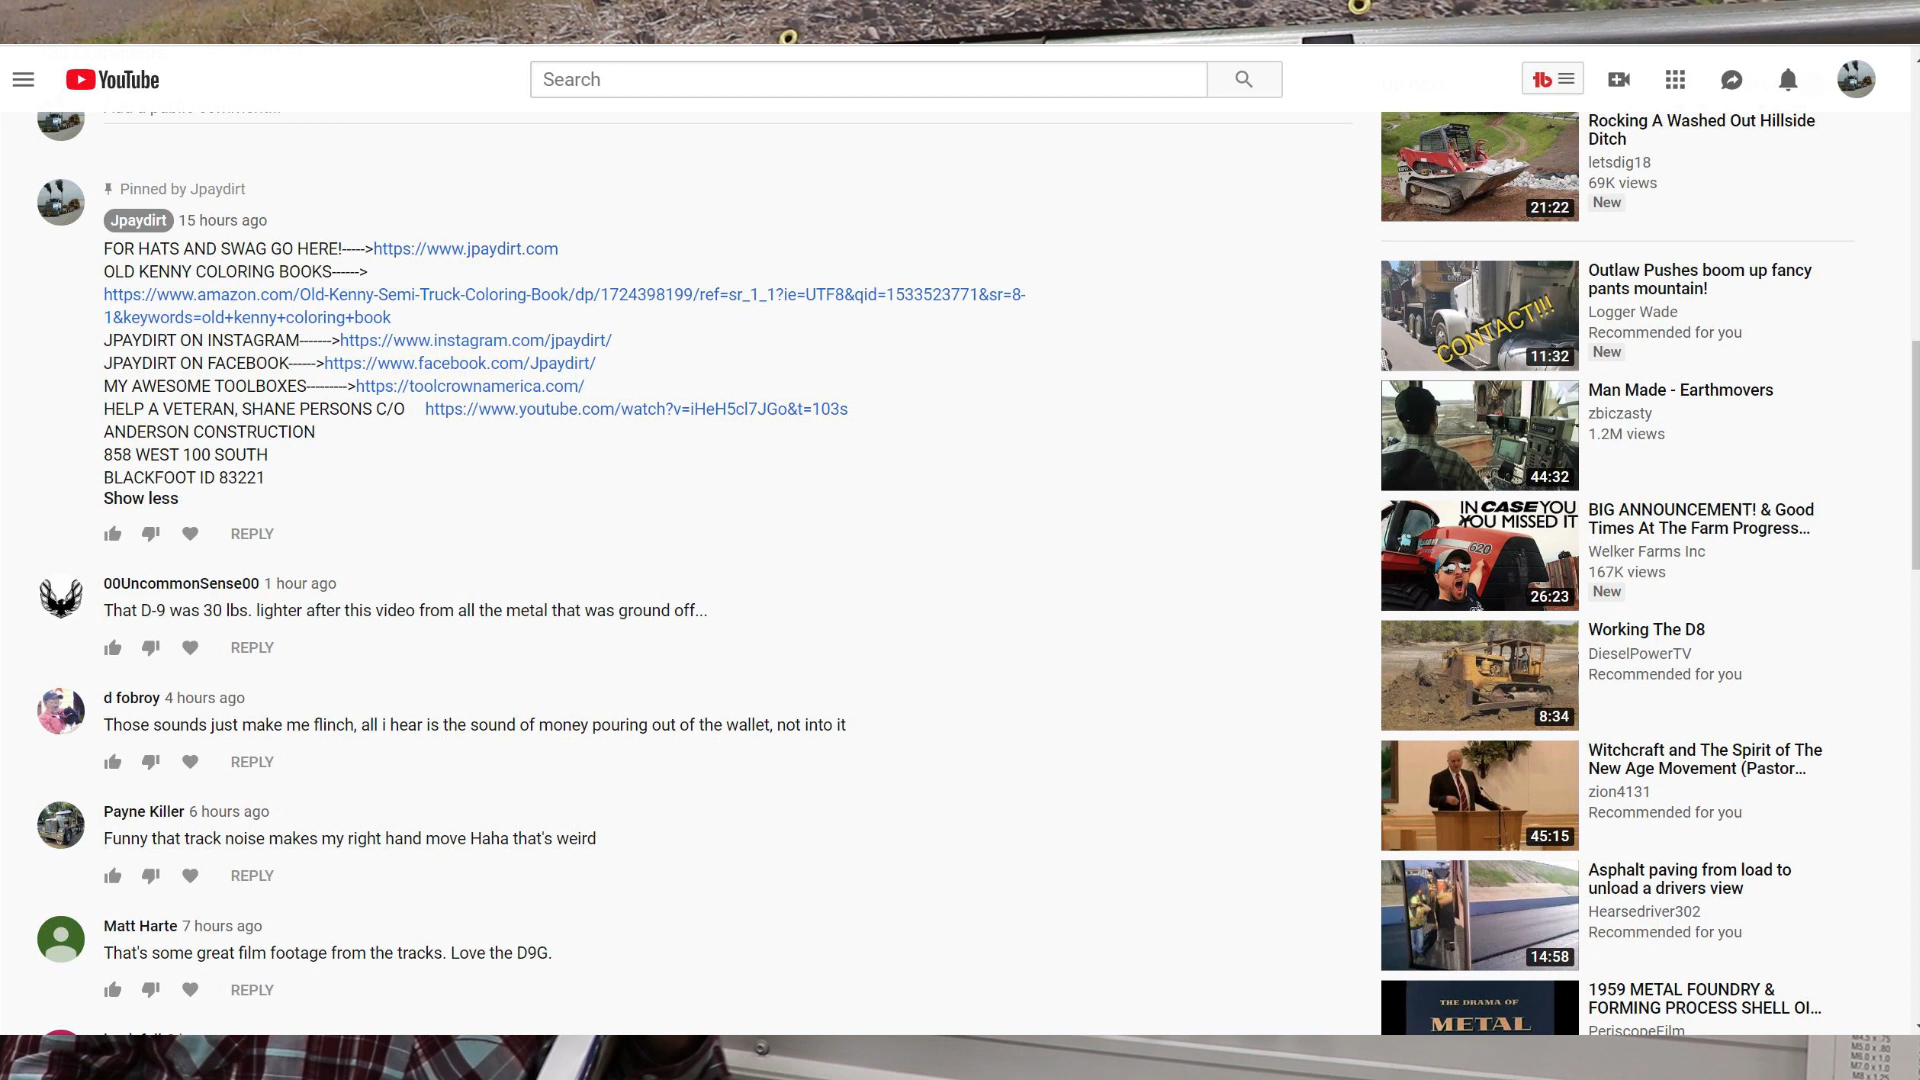 YouTube
Search
Pinned by Jpaydirt
Jpaydirt 15 hours ago
FOR HATS AND SWAG GO HERE!----->https://www.jpaydirt.com
OLD KENNY COLORING BOOKS------>
https://www.amazon.com/Old-Kenny-Semi-Truck-Coloring-Book/dp/1724398199/ref=sr_1_1?ie=UTF8&qid=1533523771&sr=8-
1&keywords=old+kenny+coloring+book
JPAYDIRT ON INSTAGRAM------->https://www.instagram.com/jpaydirt/
JPAYDIRT ON FACEBOOK------>https://www.facebook.com/Jpaydirt/
MY AWESOME TOOLBOXES--------->https://toolcrownamerica.com/
HELP A VETERAN, SHANE PERSONS C/O https://www.youtube.com/watch?v=iHeH5cl7JGo&t=103s
ANDERSON CONSTRUCTION
858 WEST 100 SOUTH
BLACKFOOT ID 83221
Show less
REPLY
00UncommonSense00 1 hour ago
That D-9 was 30 lbs. lighter after this video from all the metal that was ground off...
REPLY
d fobroy 4 hours ago
Those sounds just make me flinch, all i hear is the sound of money pouring out of the wallet, not into it
REPLY
Payne Killer 6 hours ago
Funny that track noise makes my right hand move Haha that's weird
REPLY
Matt Harte 7 hours ago
That's some great film footage from the tracks. Love the D9G.
REPLY
Rocking A Washed Out Hillside
Ditch
letsdig18
69K views
New
21:22
Outlaw Pushes boom up fancy
pants mountain!
Logger Wade
Recommended for you
New
CONTACT!!!
11:32
Man Made - Earthmovers
zbiczasty
1.2M views
44:32
IN CASE YOU
YOU MISSED IT
620
26:23
BIG ANNOUNCEMENT! & Good
Times At The Farm Progress...
Welker Farms Inc
167K views
New
Working The D8
DieselPowerTV
Recommended for you
8:34
Witchcraft and The Spirit of The
New Age Movement (Pastor...
zion4131
Recommended for you
45:15
Asphalt paving from load to
unload a drivers view
Hearsedriver302
Recommended for you
14:58
THE DRAMA OF
METAL
1959 METAL FOUNDRY &
FORMING PROCESS SHELL OI...
PeriscopeFilm